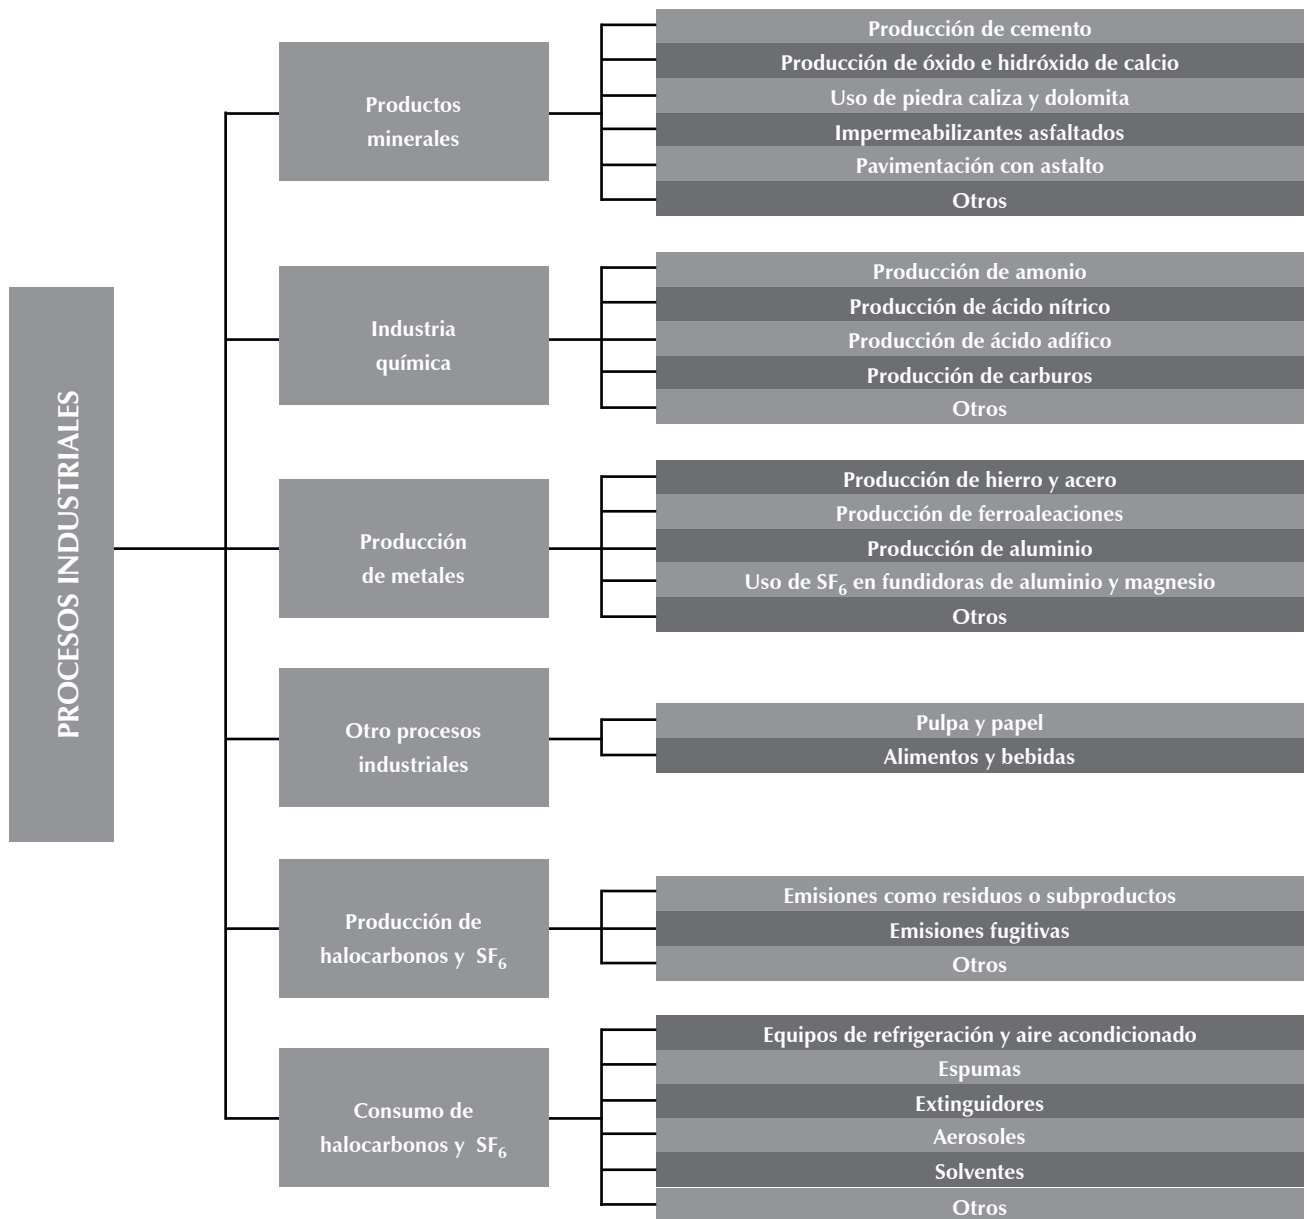 PROCESOS INDUSTRIALES
Productos
minerales
Producción de cemento
Producción de óxido e hidróxido de calcio
Uso de piedra caliza y dolomita
Impermeabilizantes asfaltados
Pavimentación con astalto
Otros
Industria
química
Producción de amonio
Producción de ácido nítrico
Producción de ácido adífico
Producción de carburos
Otros
Producción
de metales
Producción de hierro y acero
Producción de ferroaleaciones
Producción de aluminio
Uso de SF₆ en fundidoras de aluminio y magnesio
Otros
Otro procesos
industriales
Pulpa y papel
Alimentos y bebidas
Producción de
halocarbonos y SF₆
Emisiones como residuos o subproductos
Emisiones fugitivas
Otros
Consumo de
halocarbonos y SF₆
Equipos de refrigeración y aire acondicionado
Espumas
Extinguidores
Aerosoles
Solventes
Otros